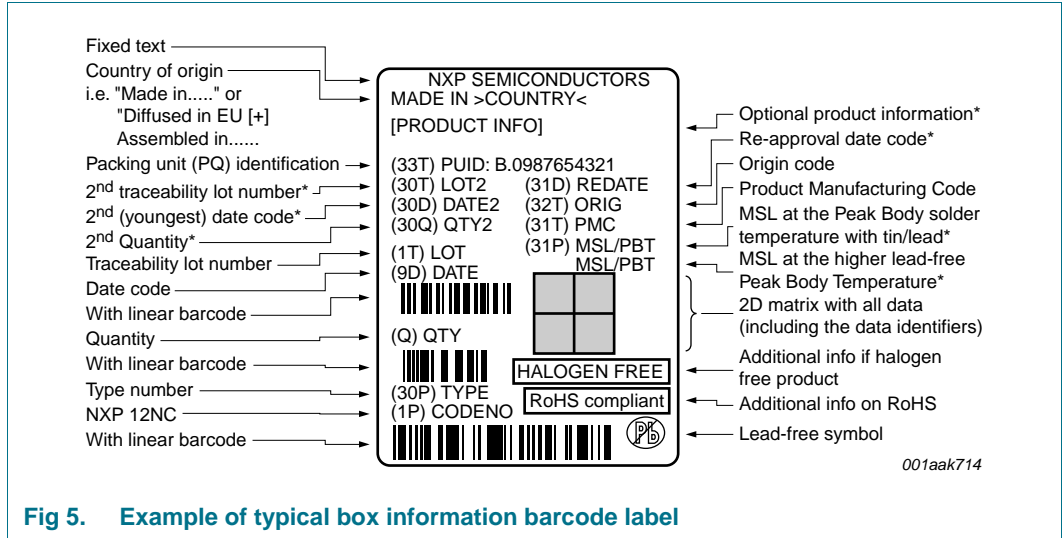 Fixed text
Country of origin
i.e. "Made in....." or
"Diffused in EU [+]
Assembled in......
Packing unit (PQ) identification
2nd traceability lot number*
2nd (youngest) date code*
2nd Quantity*
Traceability lot number
Date code
With linear barcode
Quantity
With linear barcode
Type number
NXP 12NC
With linear barcode
NXP SEMICONDUCTORS
MADE IN >COUNTRY<
[PRODUCT INFO]
(33T) PUID: B.0987654321
(30T) LOT2 (31D) REDATE
(30D) DATE2 (32T) ORIG
(30Q) QTY2 (31T) PMC
(31P) MSL/PBT
(1T) LOT
MSL/PBT
(9D) DATE
(Q) QTY
HALOGEN FREE
(30P) TYPE
RoHS compliant
(1P) CODENO
Pb
Optional product information*
Re-approval date code*
Origin code
Product Manufacturing Code
MSL at the Peak Body solder
temperature with tin/lead*
MSL at the higher lead-free
Peak Body Temperature*
2D matrix with all data
(including the data identifiers)
Additional info if halogen
free product
Additional info on RoHS
Lead-free symbol
001aak714
Fig 5. Example of typical box information barcode label